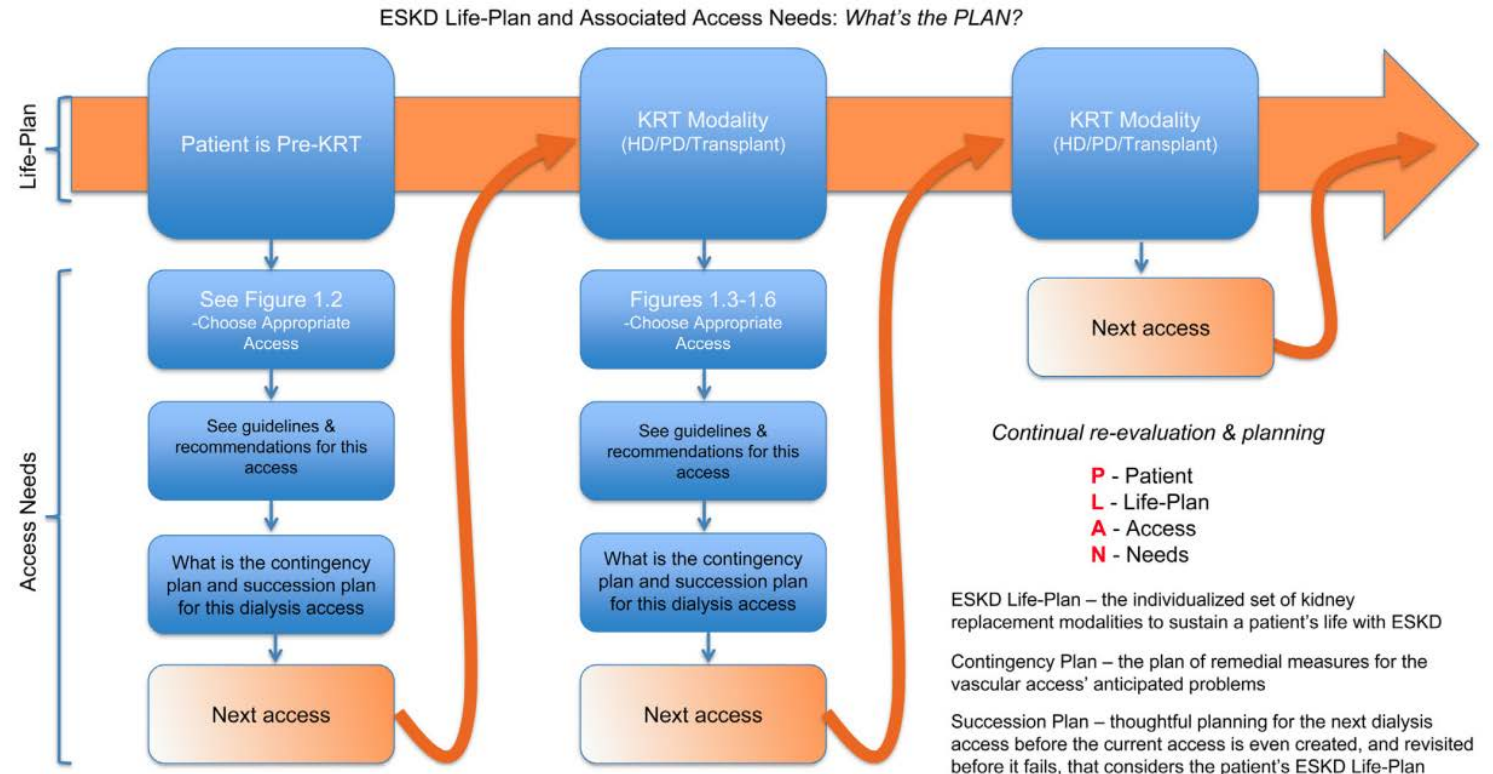 ESKD Life-Plan and Associated Access Needs: What's the PLAN?
Life-Plan
Patient is Pre-KRT
KRT Modality
(HD/PD/Transplant)
KRT Modality
(HD/PD/Transplant)
Access Needs
See Figure 1.2
-Choose Appropriate
Access
See guidelines &
recommendations for this
access
What is the contingency
plan and succession plan
for this dialysis access
Next access
Figures 1.3-1.6
-Choose Appropriate
Access
See guidelines &
recommendations for this
access
What is the contingency
plan and succession plan
for this dialysis access
Next access
Next access
Continual re-evaluation & planning
P - Patient
L - Life-Plan
A - Access
N - Needs
ESKD Life-Plan – the individualized set of kidney
replacement modalities to sustain a patient's life with ESKD
Contingency Plan – the plan of remedial measures for the
vascular access' anticipated problems
Succession Plan – thoughtful planning for the next dialysis
access before the current access is even created, and revisited
before it fails, that considers the patient's ESKD Life-Plan